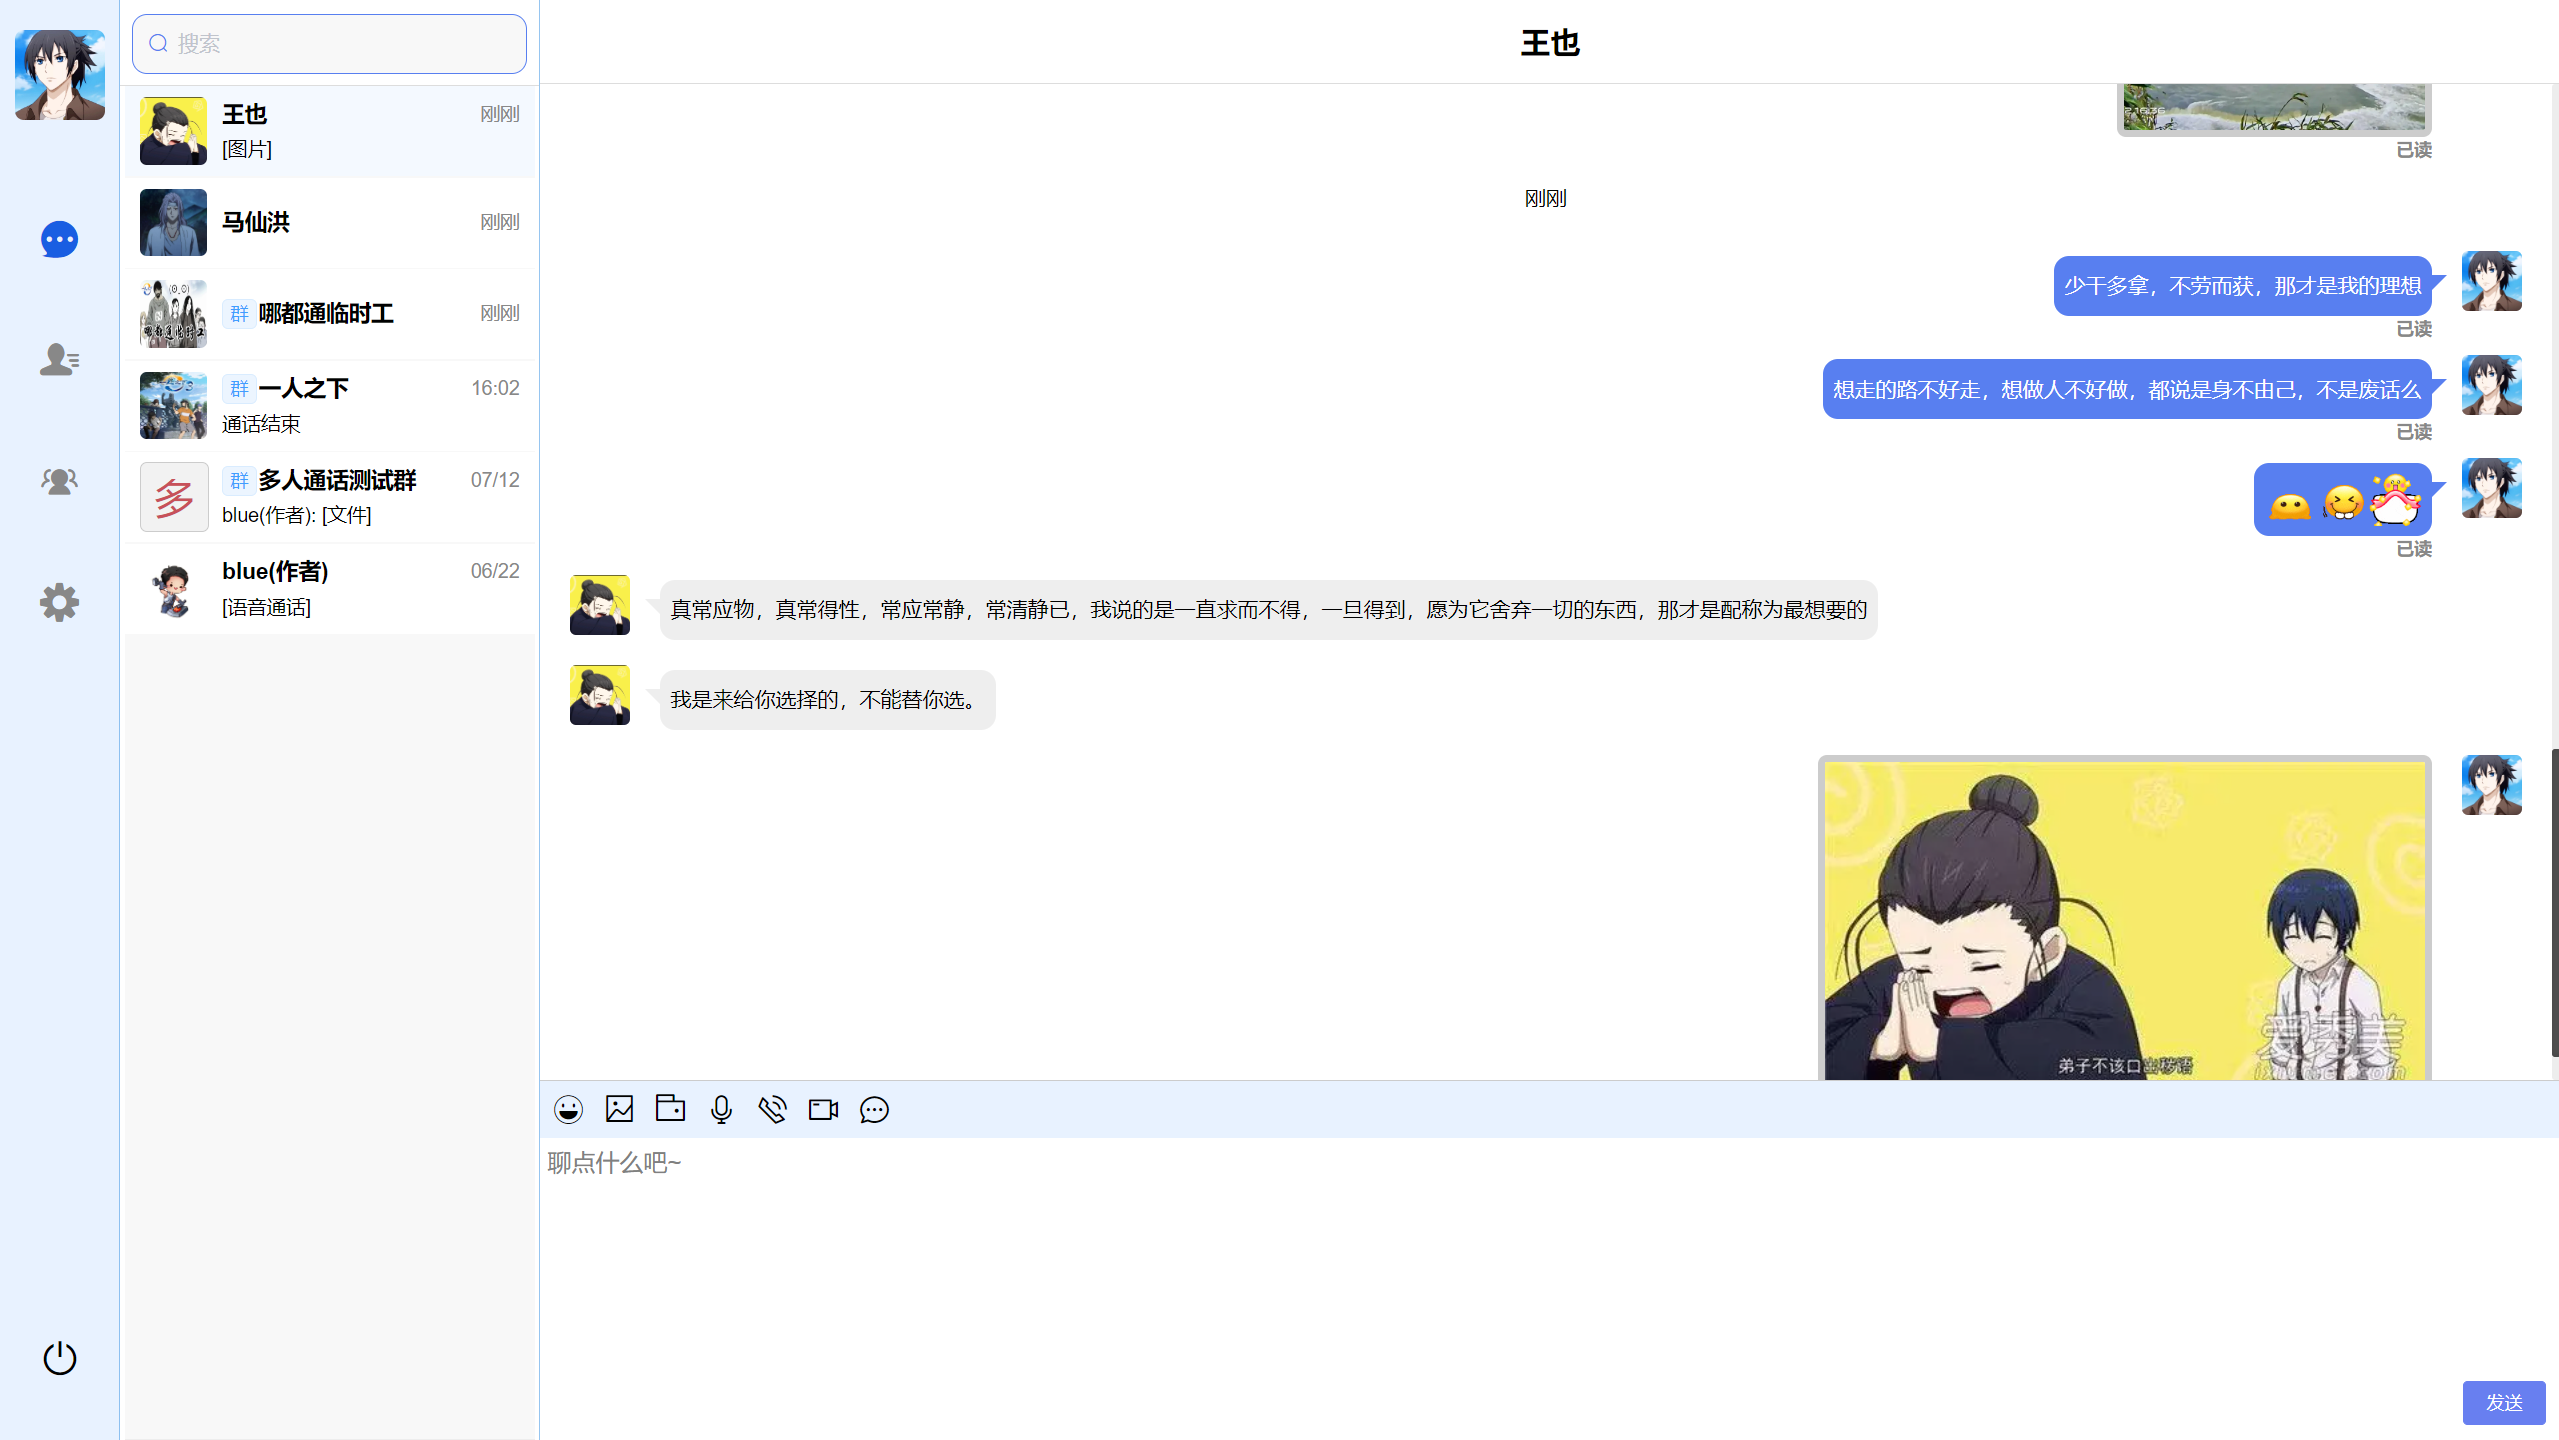 搜索
王也
刚刚
[图片]
马仙洪
刚刚
群
哪都通临时工
刚刚
群
一人之下
16:02
通话结束
多
群
多人通话测试群
07/12
blue(作者): [文件]
blue(作者)
06/22
[语音通话]
王也
已读
刚刚
少干多拿，不劳而获，那才是我的理想
已读
想走的路不好走，想做人不好做，都说是身不由己，不是废话么
已读
已读
真常应物，真常得性，常应常静，常清静已，我说的是一直求而不得，一旦得到，愿为它舍弃一切的东西，那才是配称为最想要的
我是来给你选择的，不能替你选。
爱秀美
弟子不该口出秽语
聊点什么吧~
发送